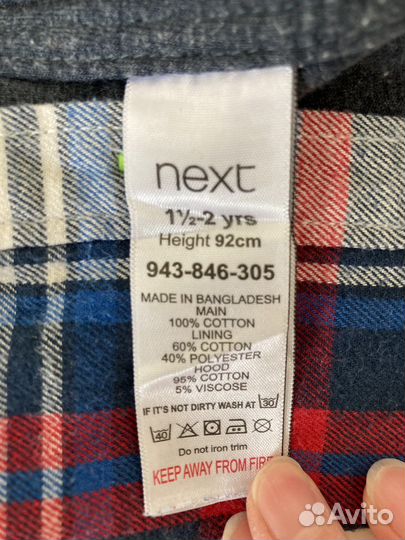 next
1½-2 yrs
Height 92cm
943-846-305
MADE IN BANGLADESH
MAIN
100% COTTON
LINING
60% COTTON
40% POLYESTER
HOOD
95% COTTON
5% VISCOSE
IF IT'S NOT DIRTY WASH AT 30
40
Do not iron trim
KEEP AWAY FROM FIRE
Avito